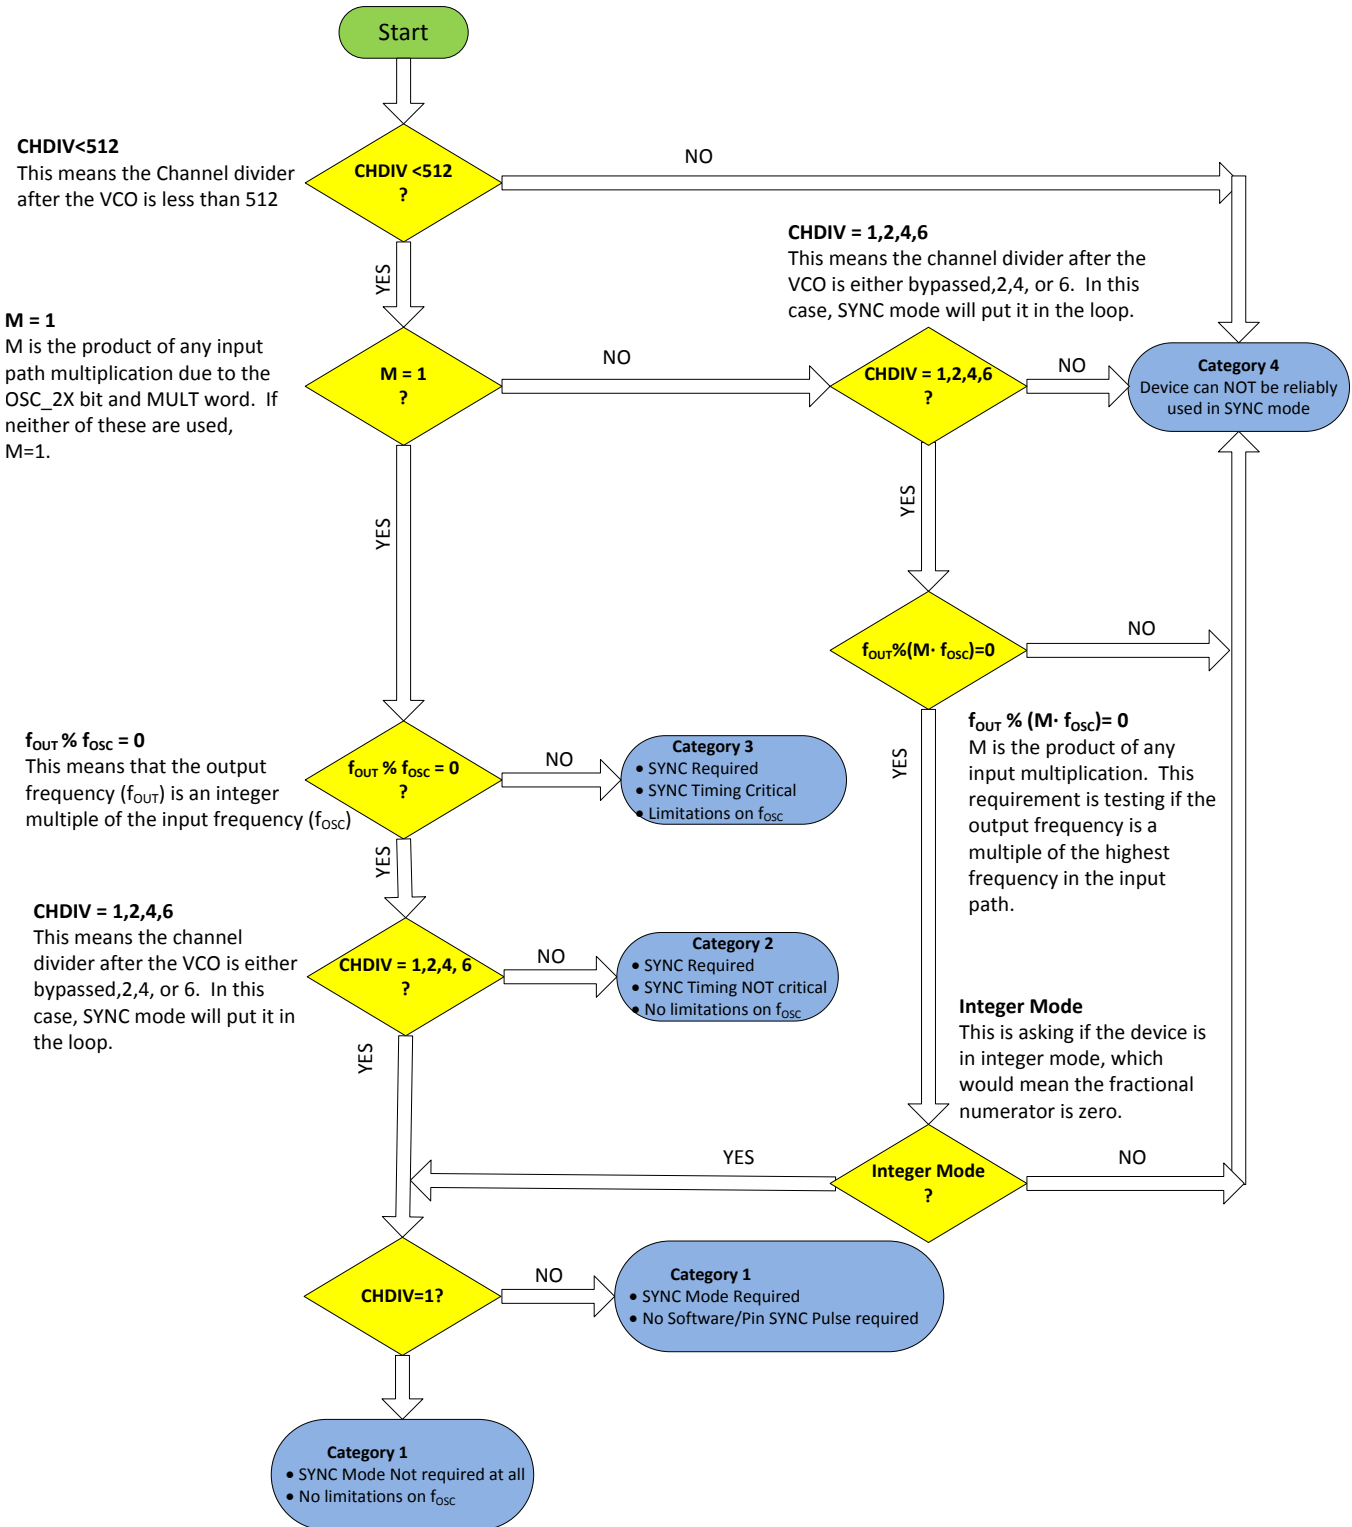 Start
CHDIV<512
This means the Channel divider
after the VCO is less than 512
CHDIV <512
?
NO
YES
CHDIV = 1,2,4,6
This means the channel divider after the
VCO is either bypassed,2,4, or 6. In this
case, SYNC mode will put it in the loop.
M = 1
M is the product of any input
path multiplication due to the
OSC_2X bit and MULT word. If
neither of these are used,
M=1.
M = 1
?
NO
CHDIV = 1,2,4,6
?
NO
Category 4
Device can NOT be reliably
used in SYNC mode
YES
YES
fOUT%(M· fOSC)=0
NO
YES
fOUT % (M· fOSC)= 0
M is the product of any
input multiplication. This
requirement is testing if the
output frequency is a
multiple of the highest
frequency in the input
path.
fOUT % fOSC = 0
This means that the output
frequency (fOUT) is an integer
multiple of the input frequency (fOSC)
fOUT % fOSC = 0
?
NO
Category 3
• SYNC Required
• SYNC Timing Critical
• Limitations on fOSC
YES
CHDIV = 1,2,4,6
This means the channel
divider after the VCO is either
bypassed,2,4, or 6. In this
case, SYNC mode will put it in
the loop.
CHDIV = 1,2,4, 6
?
NO
Category 2
• SYNC Required
• SYNC Timing NOT critical
• No limitations on fOSC
YES
Integer Mode
This is asking if the device is
in integer mode, which
would mean the fractional
numerator is zero.
Integer Mode
?
YES
NO
CHDIV=1?
NO
Category 1
• SYNC Mode Required
• No Software/Pin SYNC Pulse required
Category 1
• SYNC Mode Not required at all
• No limitations on fOSC